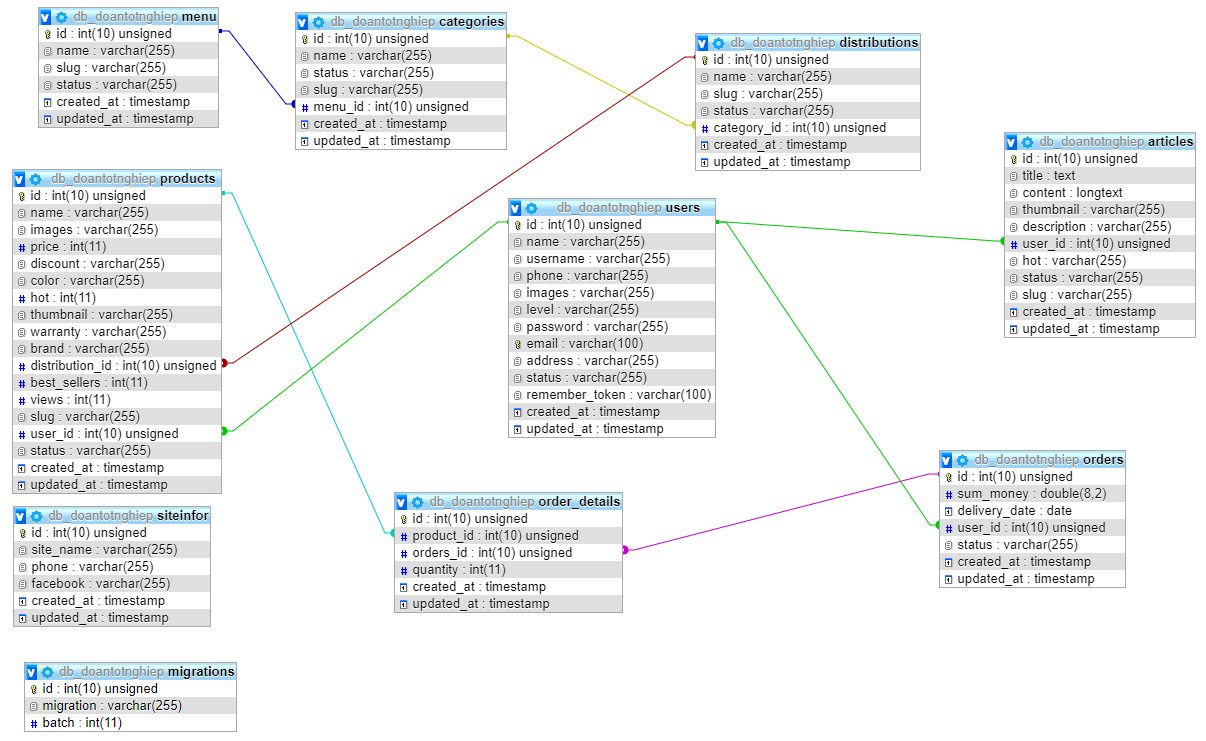 db_doantotnghiep menu
id : int(10) unsigned
name : varchar(255)
slug : varchar(255)
status : varchar(255)
created_at : timestamp
updated_at : timestamp
db_doantotnghiep categories
id : int(10) unsigned
name : varchar(255)
status : varchar(255)
slug : varchar(255)
# menu_id : int(10) unsigned
created_at : timestamp
updated_at : timestamp
db_doantotnghiep distributions
id : int(10) unsigned
name : varchar(255)
slug : varchar(255)
status : varchar(255)
# category_id : int(10) unsigned
created_at : timestamp
updated_at : timestamp
db_doantotnghiep articles
id : int(10) unsigned
title : text
content : longtext
thumbnail : varchar(255)
description : varchar(255)
# user_id : int(10) unsigned
hot : varchar(255)
status : varchar(255)
slug : varchar(255)
created_at : timestamp
updated_at : timestamp
db_doantotnghiep products
id : int(10) unsigned
name : varchar(255)
images : varchar(255)
# price : int(11)
discount : varchar(255)
color : varchar(255)
# hot : int(11)
thumbnail : varchar(255)
warranty : varchar(255)
brand : varchar(255)
# distribution_id : int(10) unsigned
# best_sellers : int(11)
# views : int(11)
slug : varchar(255)
# user_id : int(10) unsigned
status : varchar(255)
created_at : timestamp
updated_at : timestamp
db_doantotnghiep users
id : int(10) unsigned
name : varchar(255)
username : varchar(255)
phone : varchar(255)
images : varchar(255)
level : varchar(255)
password : varchar(255)
email : varchar(100)
address : varchar(255)
status : varchar(255)
remember_token : varchar(100)
created_at : timestamp
updated_at : timestamp
db_doantotnghiep orders
id : int(10) unsigned
# sum_money : double(8,2)
delivery_date : date
# user_id : int(10) unsigned
status : varchar(255)
created_at : timestamp
updated_at : timestamp
db_doantotnghiep order_details
id : int(10) unsigned
# product_id : int(10) unsigned
# orders_id : int(10) unsigned
# quantity : int(11)
created_at : timestamp
updated_at : timestamp
db_doantotnghiep siteinfor
id : int(10) unsigned
site_name : varchar(255)
phone : varchar(255)
facebook : varchar(255)
created_at : timestamp
updated_at : timestamp
db_doantotnghiep migrations
id : int(10) unsigned
migration : varchar(255)
# batch : int(11)